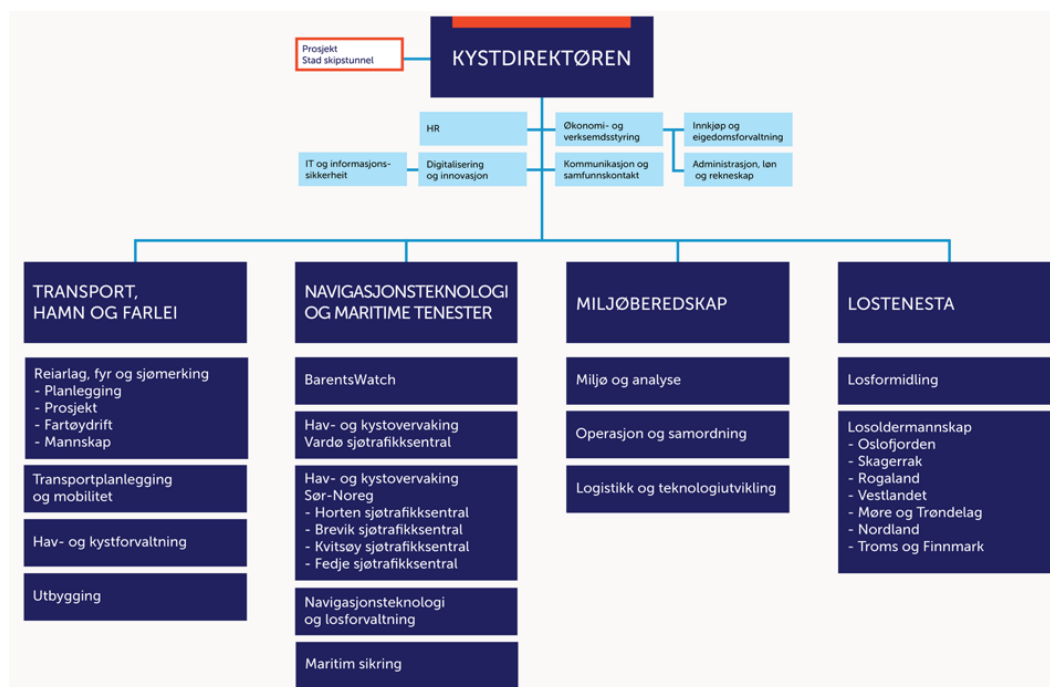 Prosjekt
Stad skipstunnel
KYSTDIREKTØREN
HR
Økonomi- og
verksemdsstyring
Innkjøp og
eigedomsforvaltning
IT og informasjons-
sikkerheit
Digitalisering
og innovasjon
Kommunikasjon og
samfunnskontakt
Administrasjon, løn
og rekneskap
TRANSPORT,
HAMN OG FARLEI
Reiarlag, fyr og sjømerking
- Planlegging
- Prosjekt
- Fartøydrift
- Mannskap
Transportplanlegging
og mobilitet
Hav- og kystforvaltning
Utbygging
NAVIGASJONSTEKNOLOGI
OG MARITIME TENESTER
BarentsWatch
Hav- og kystovervaking
Vardø sjøtrafikksentral
Hav- og kystovervaking
Sør-Noreg
- Horten sjøtrafikksentral
- Brevik sjøtrafikksentral
- Kvitsøy sjøtrafikksentral
- Fedje sjøtrafikksentral
Navigasjonsteknologi
og losforvaltning
Maritim sikring
MILJØBEREDSKAP
Miljø og analyse
Operasjon og samordning
Logistikk og teknologiutvikling
LOSTENESTA
Losformidling
Losoldermannskap
- Oslofjorden
- Skagerrak
- Rogaland
- Vestlandet
- Møre og Trøndelag
- Nordland
- Troms og Finnmark